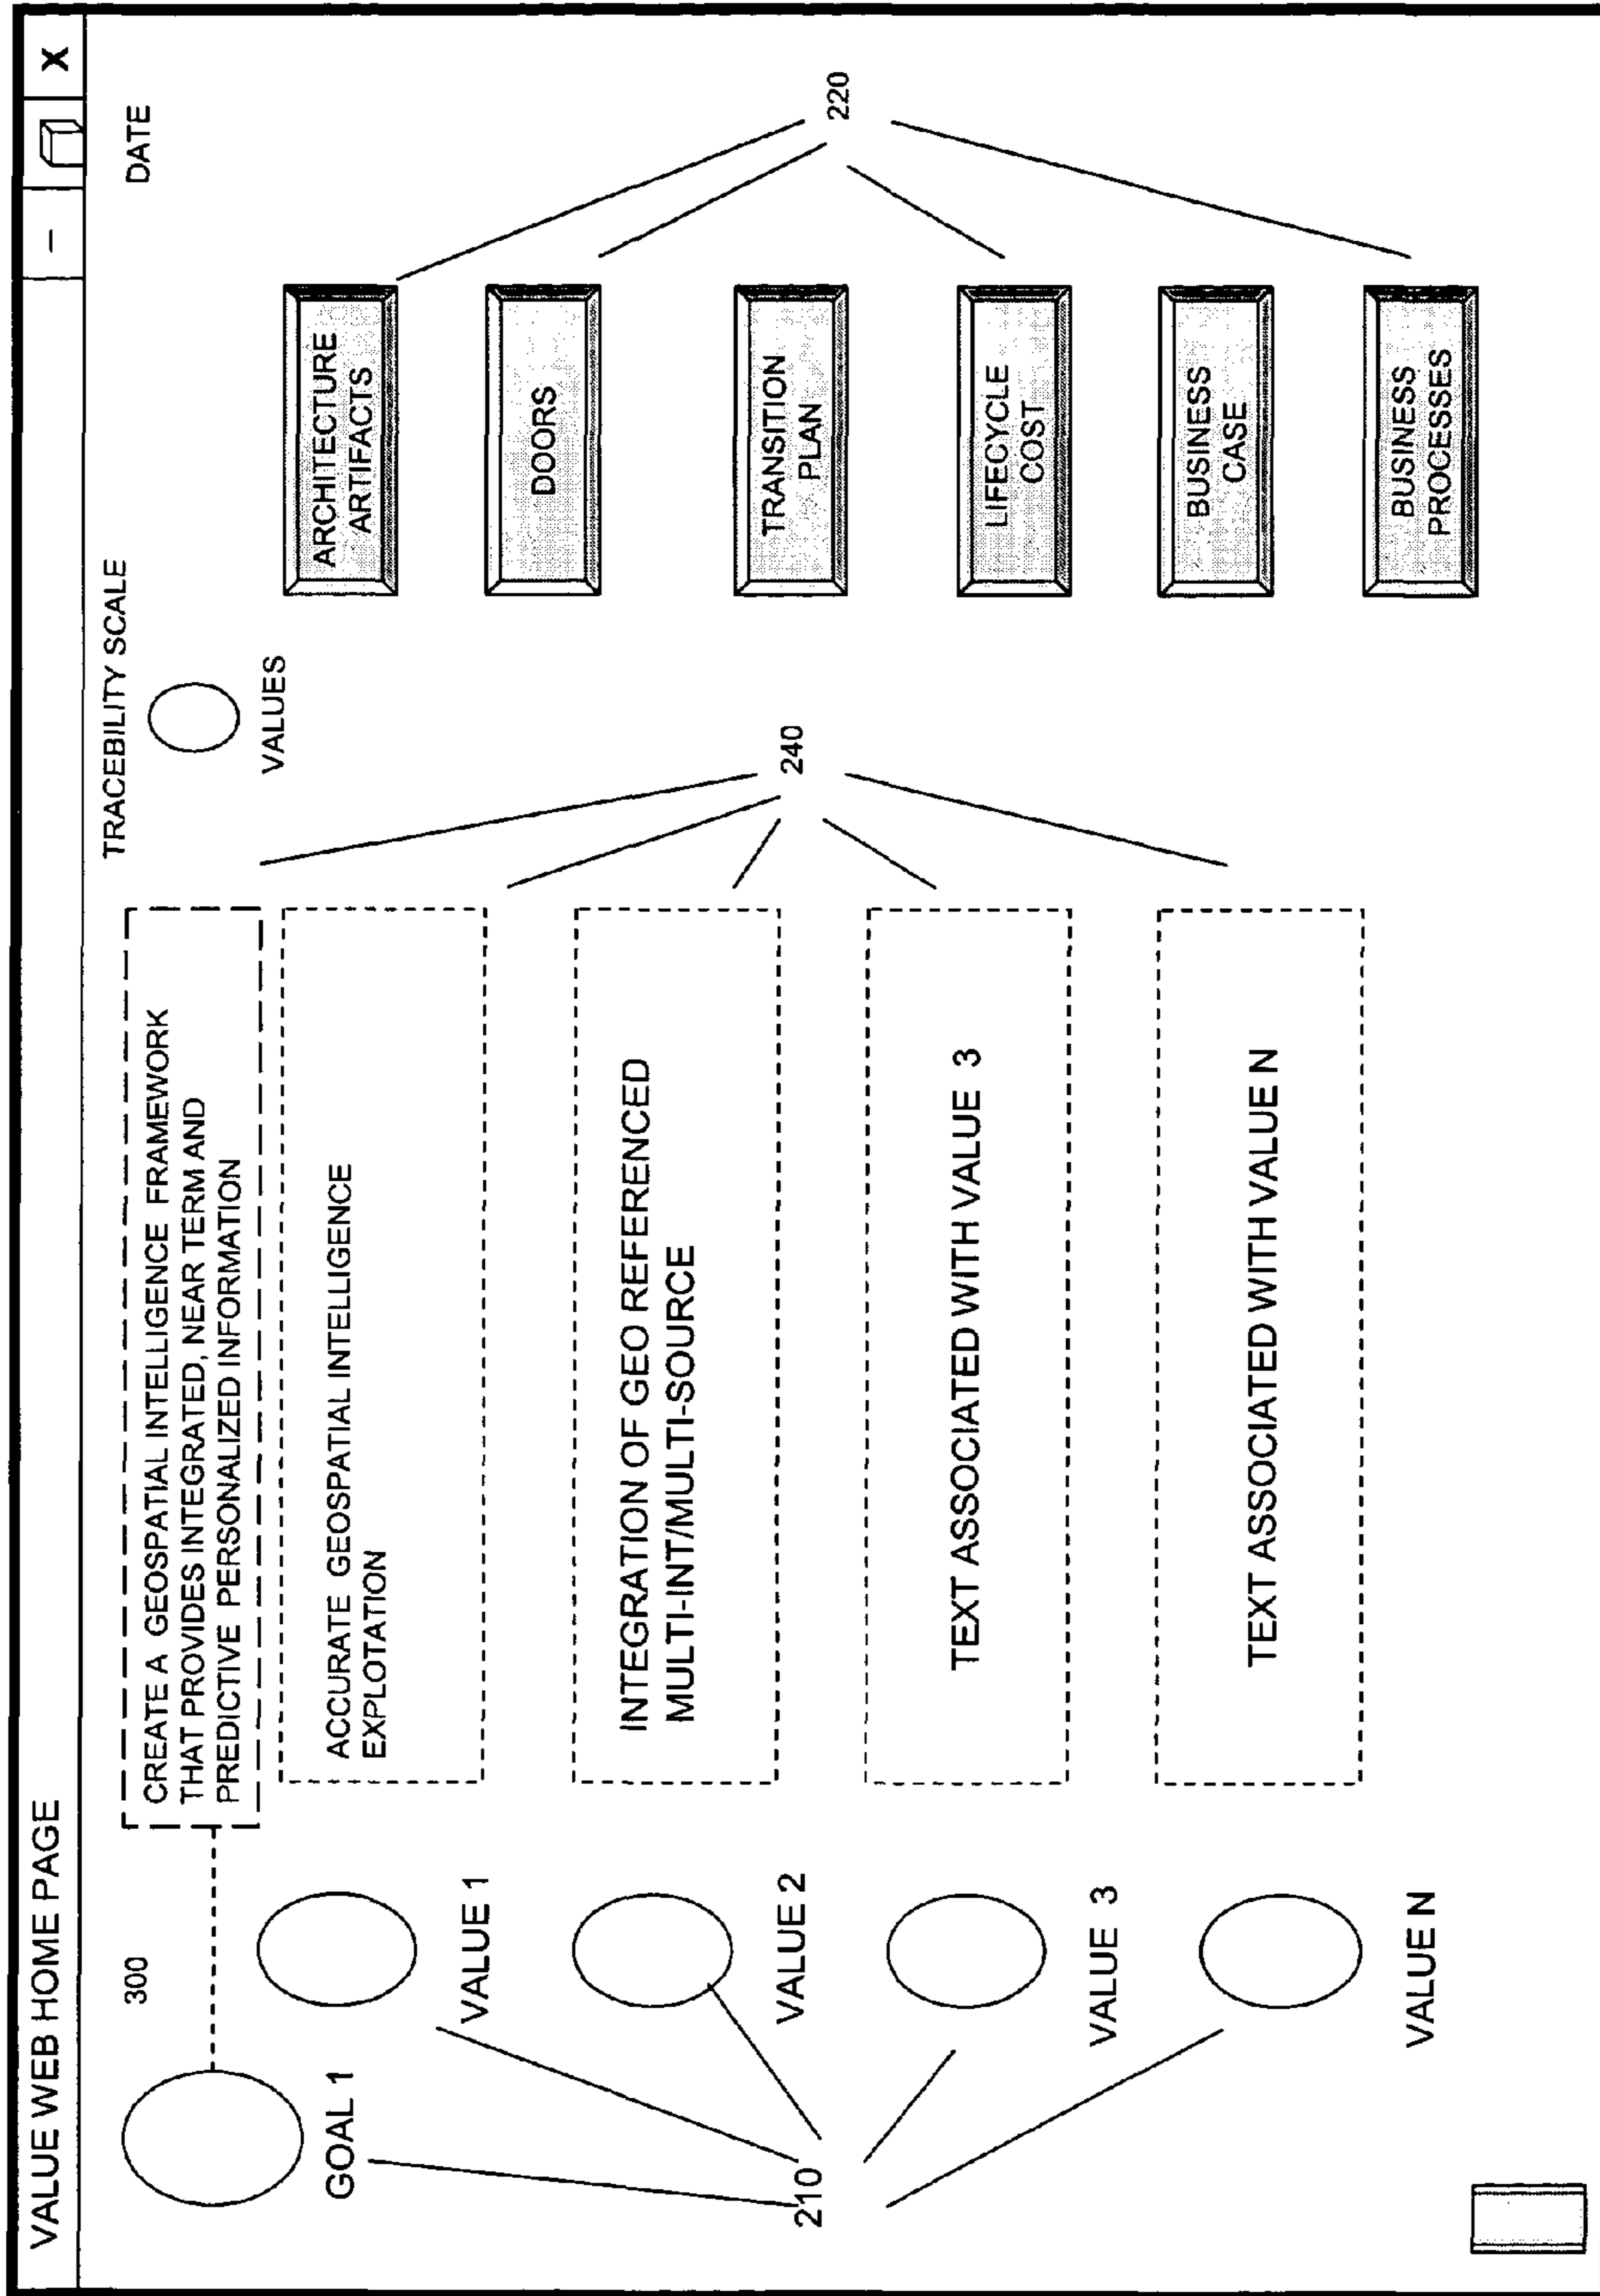 VALUE WEB HOME PAGE
–
X
TRACEBILITY SCALE
DATE
300
VALUES
GOAL 1
CREATE A GEOSPATIAL INTELLIGENCE FRAMEWORK
THAT PROVIDES INTEGRATED, NEAR TERM AND
PREDICTIVE PERSONALIZED INFORMATION
VALUE 1
ACCURATE GEOSPATIAL INTELLIGENCE
EXPLOTATION
VALUE 2
INTEGRATION OF GEO REFERENCED
MULTI-INT/MULTI-SOURCE
VALUE 3
TEXT ASSOCIATED WITH VALUE 3
VALUE N
TEXT ASSOCIATED WITH VALUE N
210
240
ARCHITECTURE
ARTIFACTS
DOORS
TRANSITION
PLAN
LIFECYCLE
COST
BUSINESS
CASE
BUSINESS
PROCESSES
220